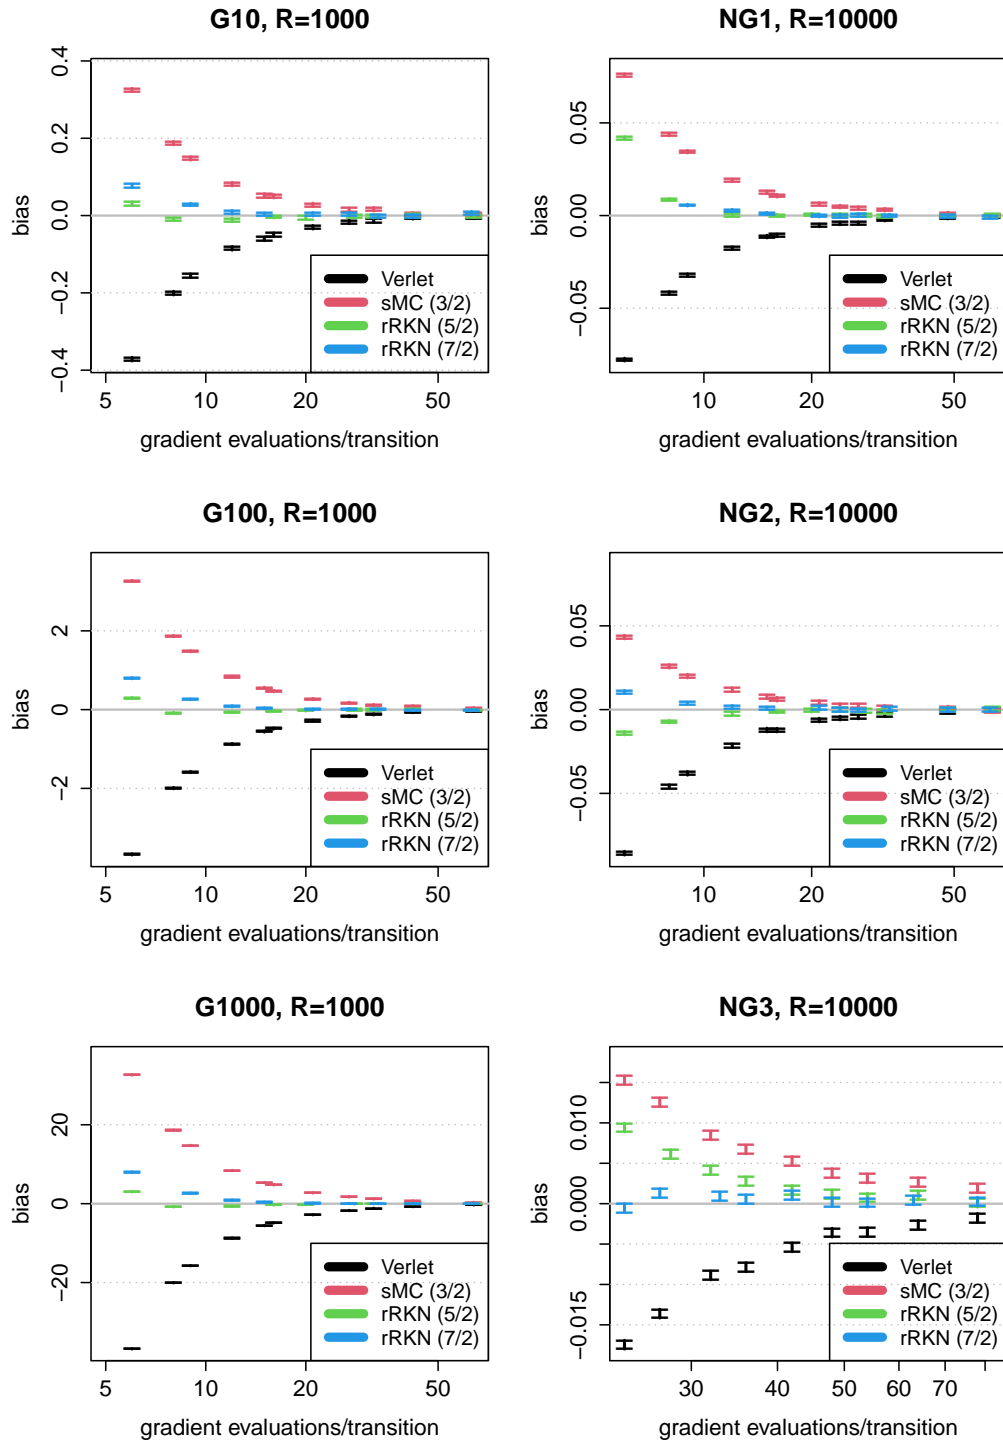 G10, R=1000
bias
0.4
0.2
0.0
−0.2
−0.4
Verlet
sMC (3/2)
rRKN (5/2)
rRKN (7/2)
5 10 20 50
gradient evaluations/transition
NG1, R=10000
bias
0.05
0.00
−0.05
Verlet
sMC (3/2)
rRKN (5/2)
rRKN (7/2)
10 20 50
gradient evaluations/transition
G100, R=1000
bias
2
0
−2
Verlet
sMC (3/2)
rRKN (5/2)
rRKN (7/2)
5 10 20 50
gradient evaluations/transition
NG2, R=10000
bias
0.05
0.00
−0.05
Verlet
sMC (3/2)
rRKN (5/2)
rRKN (7/2)
10 20 50
gradient evaluations/transition
G1000, R=1000
bias
20
0
−20
Verlet
sMC (3/2)
rRKN (5/2)
rRKN (7/2)
5 10 20 50
gradient evaluations/transition
NG3, R=10000
bias
0.010
0.000
−0.015
Verlet
sMC (3/2)
rRKN (5/2)
rRKN (7/2)
30 40 50 60 70
gradient evaluations/transition